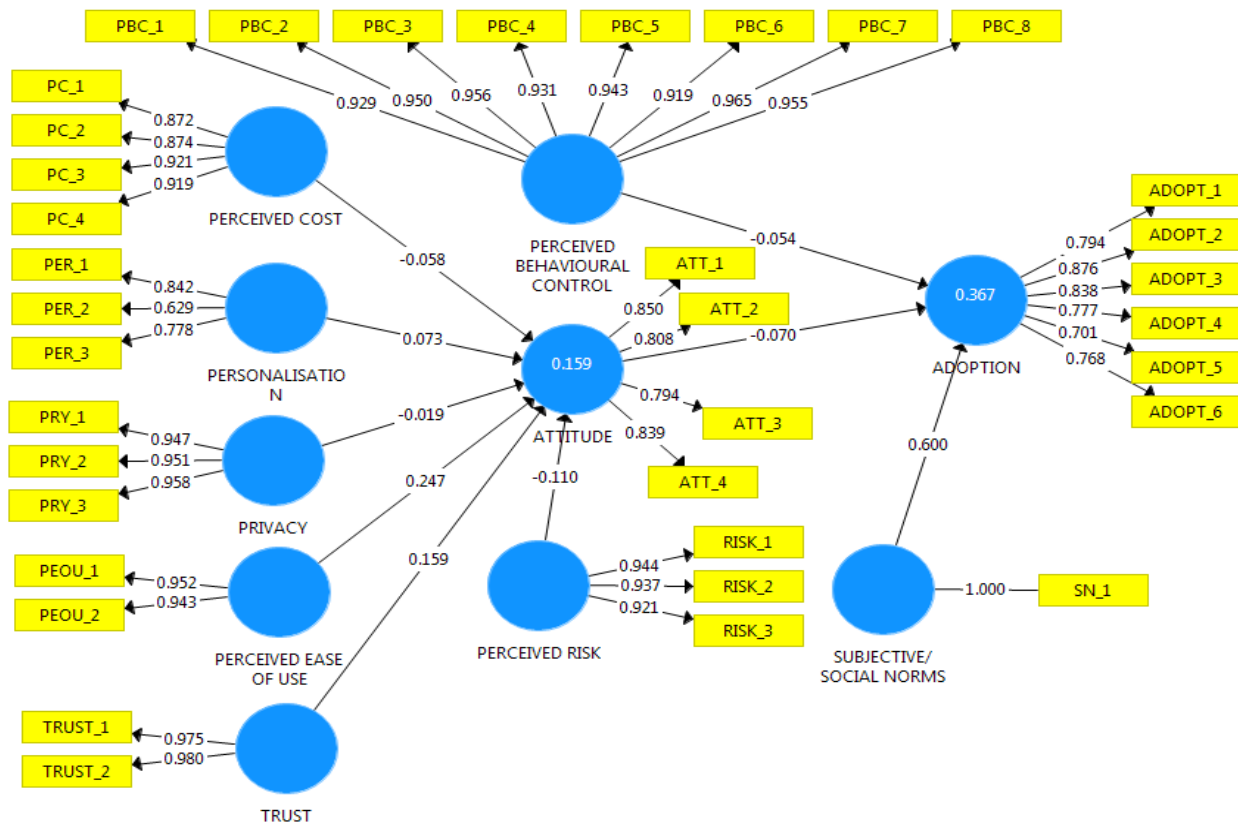 PBC_1
PBC_2
PBC_3
PBC_4
PBC_5
PBC_6
PBC_7
PBC_8
0.929
0.950
0.956
0.931
0.943
0.919
0.965
0.955
PC_1
PC_2
PC_3
PC_4
0.872
0.874
0.921
0.919
PERCEIVED COST
-0.058
PERCEIVED
BEHAVIOURAL
CONTROL
-0.054
PER_1
PER_2
PER_3
0.842
0.629
0.778
PERSONALISATIO
N
0.073
ATT_1
ATT_2
ATT_3
ATT_4
0.850
0.808
0.794
0.839
0.159
ATTITUDE
-0.070
0.367
ADOPTION
ADOPT_1
ADOPT_2
ADOPT_3
ADOPT_4
ADOPT_5
ADOPT_6
0.794
0.876
0.838
0.777
0.701
0.768
PRY_1
PRY_2
PRY_3
0.947
0.951
0.958
PRIVACY
-0.019
0.247
0.159
-0.110
0.600
PEOU_1
PEOU_2
0.952
0.943
PERCEIVED EASE
OF USE
PERCEIVED RISK
0.944
0.937
0.921
RISK_1
RISK_2
RISK_3
SUBJECTIVE/
SOCIAL NORMS
1.000
SN_1
TRUST_1
TRUST_2
0.975
0.980
TRUST